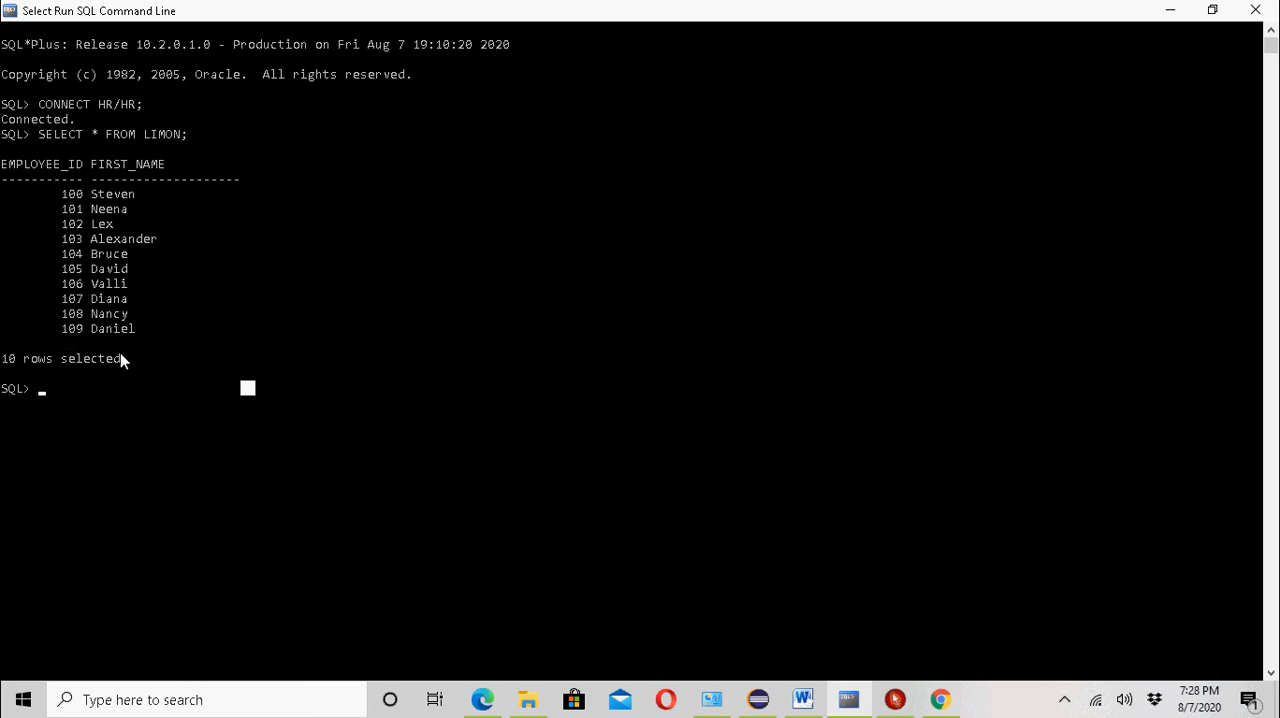 Select Run SQL Command Line
SQL*Plus: Release 10.2.0.1.0 - Production on Fri Aug 7 19:10:20 2020
Copyright (c) 1982, 2005, Oracle.  All rights reserved.
SQL> CONNECT HR/HR;
Connected.
SQL> SELECT * FROM LIMON;
EMPLOYEE_ID FIRST_NAME
----------- --------------------
100 Steven
101 Neena
102 Lex
103 Alexander
104 Bruce
105 David
106 Valli
107 Diana
108 Nancy
109 Daniel
10 rows selected
SQL> _
Type here to search
7:28 PM
8/7/2020
1